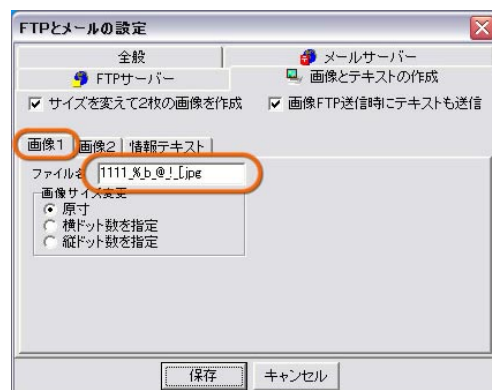 FTPとメールの設定
全般
メールサーバー
FTPサーバー
画像とテキストの作成
サイズを変えて2枚の画像を作成
画像FTP送信時にテキストも送信
画像1
画像2
情報テキスト
ファイル名
1111_%_b_@_!_[.jpg
画像サイズ変更
原寸
横ドット数を指定
縦ドット数を指定
保存
キャンセル